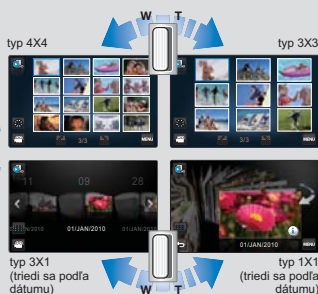 W T
typ 4X4
typ 3X3
3/3 MENU
3/3 MENU
11 09 28
01/JAN/2010
MENU
01/JAN/2010
typ 3X1
(triedi sa podľa
dátumu)
typ 1X1
(triedi sa podľa
dátumu)
W T